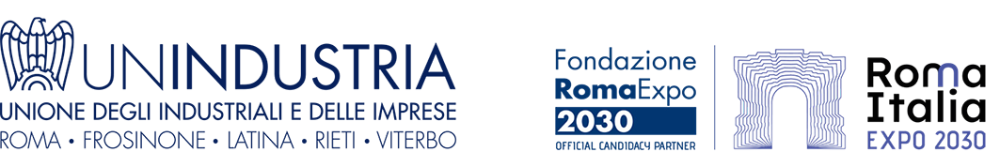 UNINDUSTRIA
UNIONE DEGLI INDUSTRIALI E DELLE IMPRESE
ROMA • FROSINONE • LATINA • RIETI • VITERBO
Fondazione
RomaExpo
2030
OFFICIAL CANDIDACY PARTNER
Roma
Italia
EXPO 2030